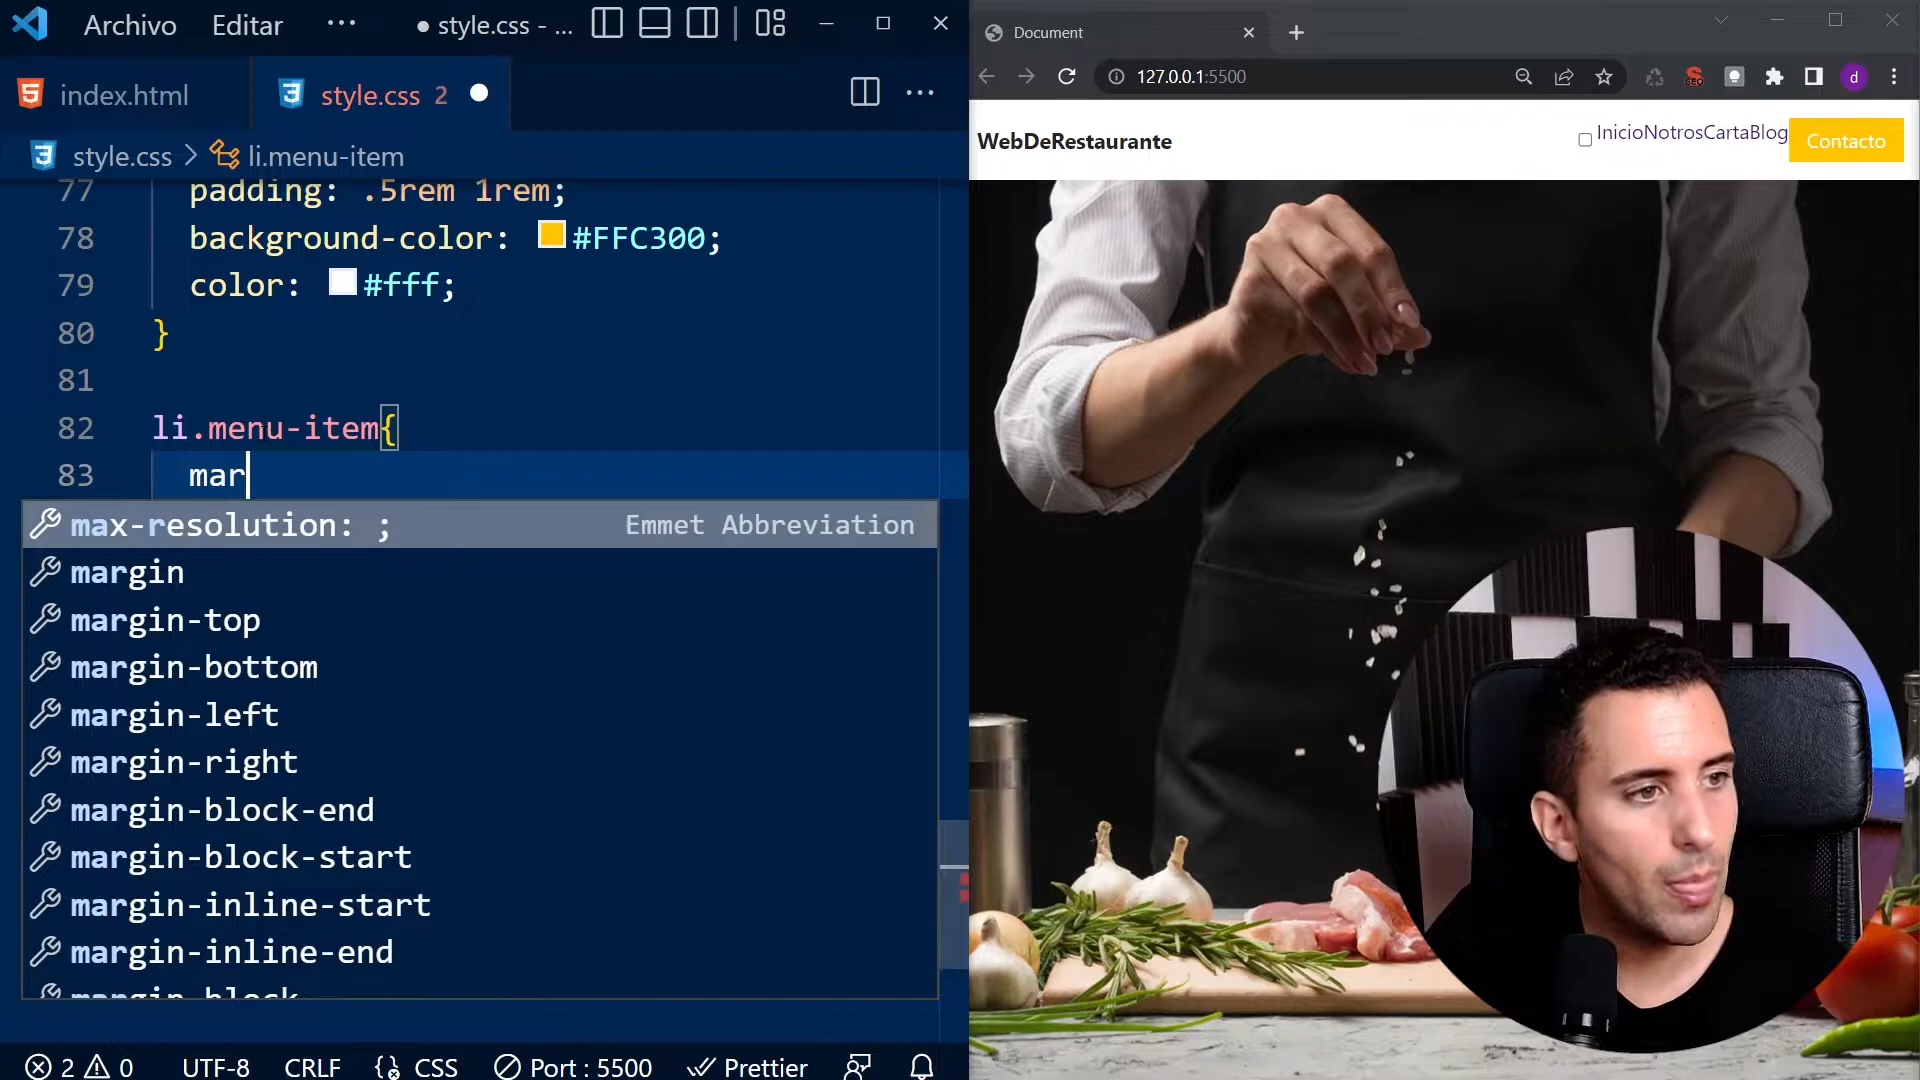 Archivo Editar ··· ● style.css - ...
index.html style.css 2 ● ···
style.css > li.menu-item
77 padding: .5rem 1rem;
78 background-color: #FFC300;
79 color: #fff;
80 }
81
82 li.menu-item{
83 mar
max-resolution: ; Emmet Abbreviation
margin
margin-top
margin-bottom
margin-left
margin-right
margin-block-end
margin-block-start
margin-inline-start
margin-inline-end
margin-block
2 0 UTF-8 CRLF CSS Port : 5500 Prettier
Document
127.0.0.1:5500 SEO d
WebDeRestaurante InicioNotrosCartaBlog Contacto